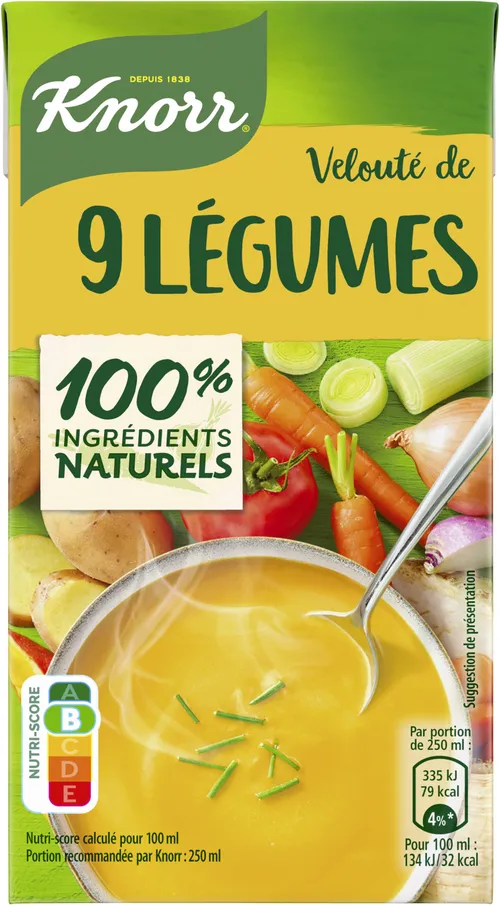 DEPUIS 1838
Knorr®
Velouté de
9 LÉGUMES
100%
INGRÉDIENTS
NATURELS
Suggestion de présentation
NUTRI-SCORE
A
B
C
D
E
Par portion
de 250 ml :
335 kJ
79 kcal
4%*
Pour 100 ml :
134 kJ/32 kcal
Nutri-score calculé pour 100 ml
Portion recommandée par Knorr : 250 ml